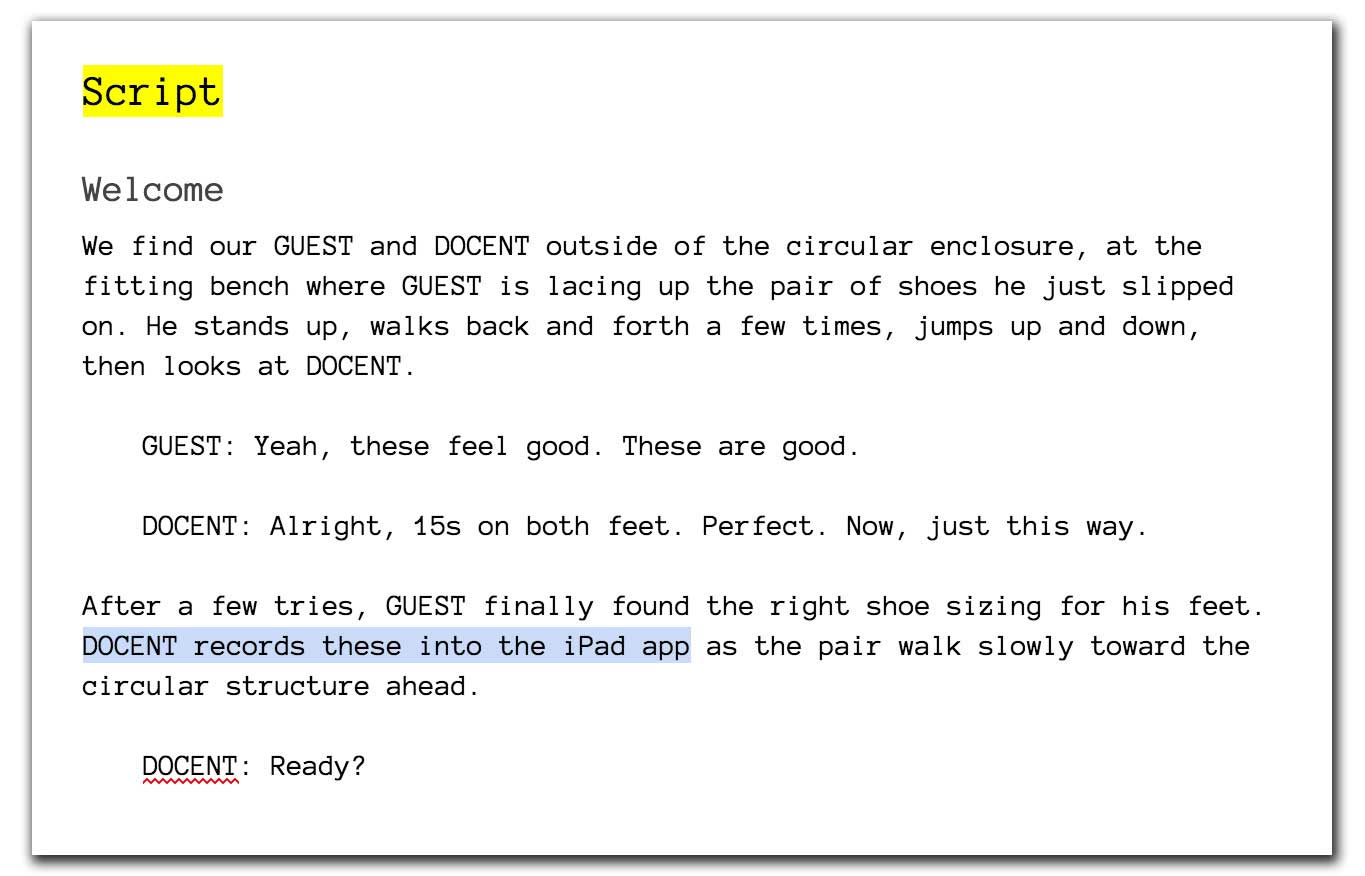 Script
Welcome
We find our GUEST and DOCENT outside of the circular enclosure, at the
fitting bench where GUEST is lacing up the pair of shoes he just slipped
on. He stands up, walks back and forth a few times, jumps up and down,
then looks at DOCENT.
GUEST: Yeah, these feel good. These are good.
DOCENT: Alright, 15s on both feet. Perfect. Now, just this way.
After a few tries, GUEST finally found the right shoe sizing for his feet.
DOCENT records these into the iPad app as the pair walk slowly toward the
circular structure ahead.
DOCENT: Ready?